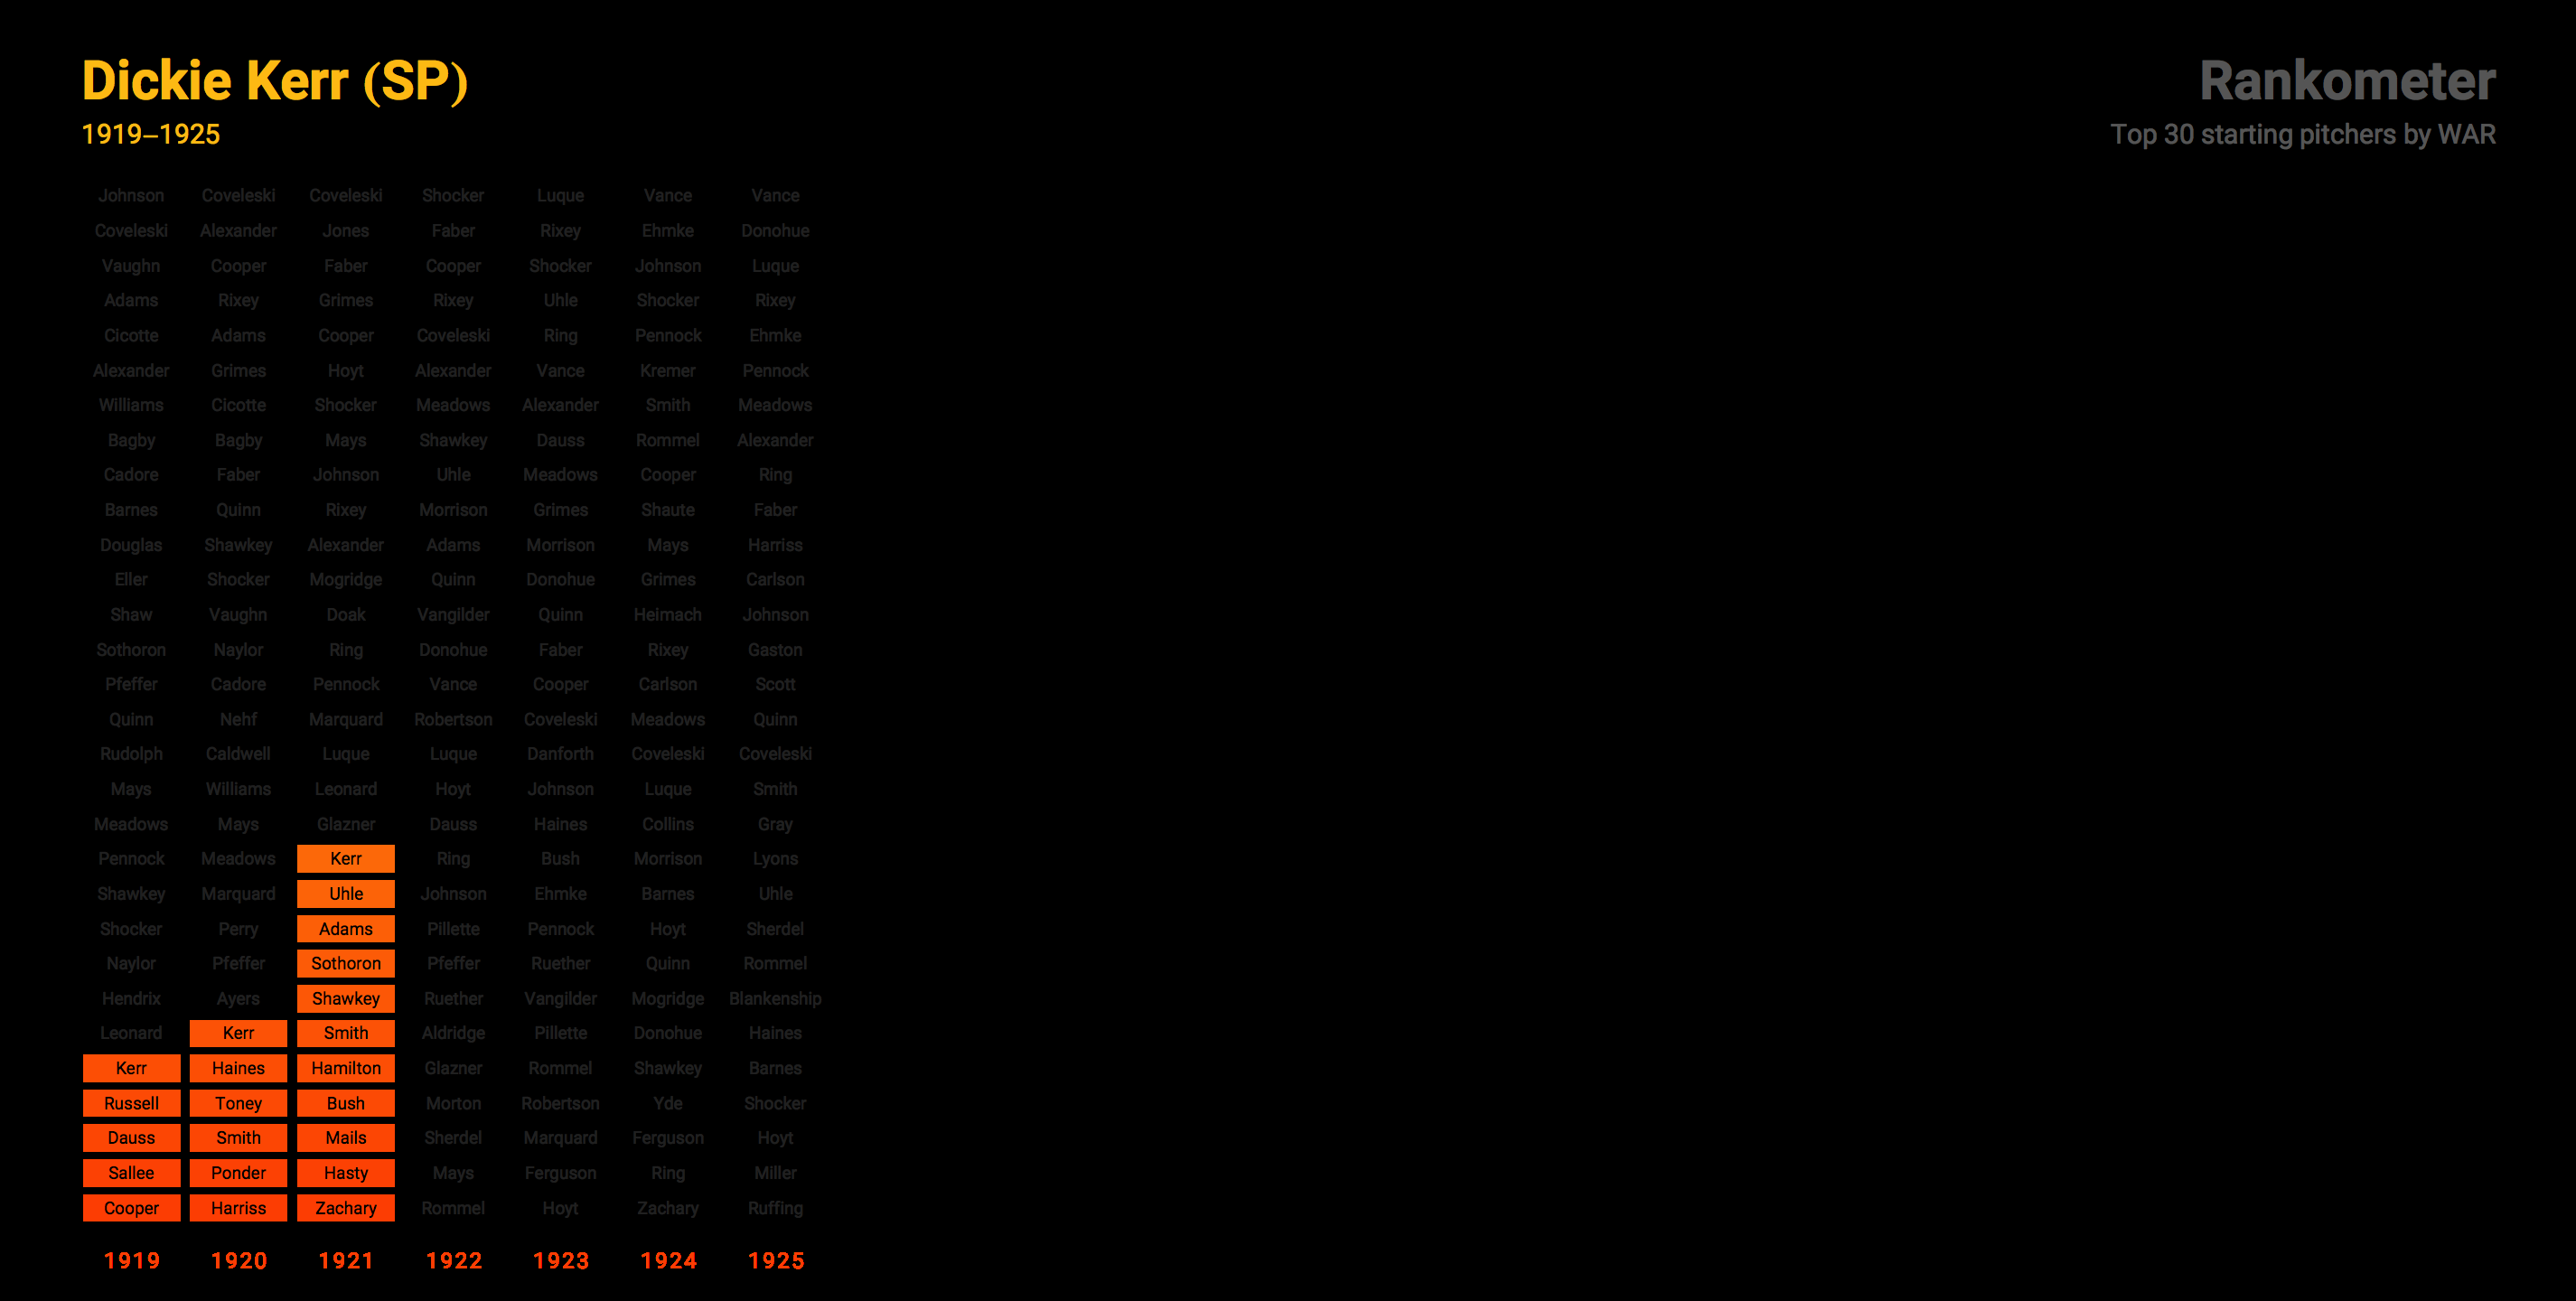 Dickie Kerr (SP)
1919–1925
Rankometer
Top 30 starting pitchers by WAR
Johnson Coveleski Coveleski Shocker Luque Vance Vance
Coveleski Alexander Jones Faber Rixey Ehmke Donohue
Vaughn Cooper Faber Cooper Shocker Johnson Luque
Adams Rixey Grimes Rixey Uhle Shocker Rixey
Cicotte Adams Cooper Coveleski Ring Pennock Ehmke
Alexander Grimes Hoyt Alexander Vance Kremer Pennock
Williams Cicotte Shocker Meadows Alexander Smith Meadows
Bagby Bagby Mays Shawkey Dauss Rommel Alexander
Cadore Faber Johnson Uhle Meadows Cooper Ring
Barnes Quinn Rixey Morrison Grimes Shaute Faber
Douglas Shawkey Alexander Adams Morrison Mays Harriss
Eller Shocker Mogridge Quinn Donohue Grimes Carlson
Shaw Vaughn Doak Vangilder Quinn Heimach Johnson
Sothoron Naylor Ring Donohue Faber Rixey Gaston
Pfeffer Cadore Pennock Vance Cooper Carlson Scott
Quinn Nehf Marquard Robertson Coveleski Meadows Quinn
Rudolph Caldwell Luque Luque Danforth Coveleski Coveleski
Mays Williams Leonard Hoyt Johnson Luque Smith
Meadows Mays Glazner Dauss Haines Collins Gray
Pennock Meadows Kerr Ring Bush Morrison Lyons
Shawkey Marquard Uhle Johnson Ehmke Barnes Uhle
Shocker Perry Adams Pillette Pennock Hoyt Sherdel
Naylor Pfeffer Sothoron Pfeffer Ruether Quinn Rommel
Hendrix Ayers Shawkey Ruether Vangilder Mogridge Blankenship
Leonard Kerr Smith Aldridge Pillette Donohue Haines
Kerr Haines Hamilton Glazner Rommel Shawkey Barnes
Russell Toney Bush Morton Robertson Yde Shocker
Dauss Smith Mails Sherdel Marquard Ferguson Hoyt
Sallee Ponder Hasty Mays Ferguson Ring Miller
Cooper Harriss Zachary Rommel Hoyt Zachary Ruffing
1919 1920 1921 1922 1923 1924 1925